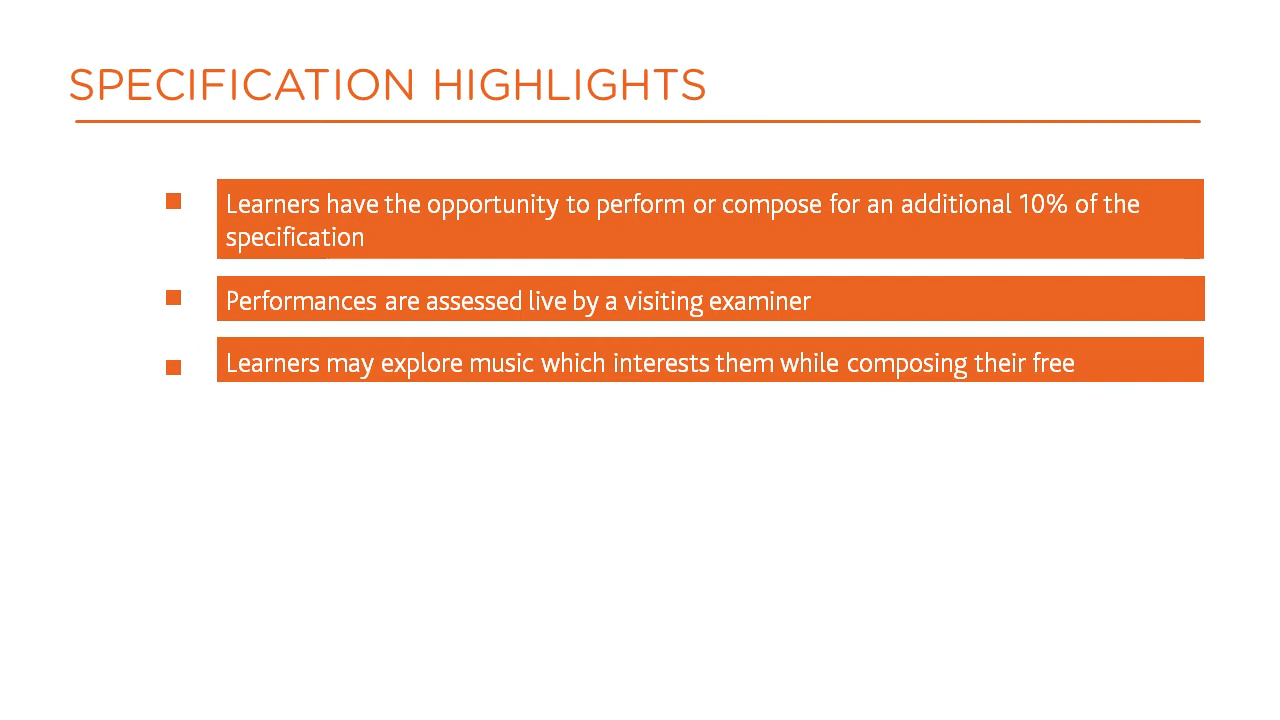 SPECIFICATION HIGHLIGHTS
Learners have the opportunity to perform or compose for an additional 10% of the
specification
Performances are assessed live by a visiting examiner
Learners may explore music which interests them while composing their free